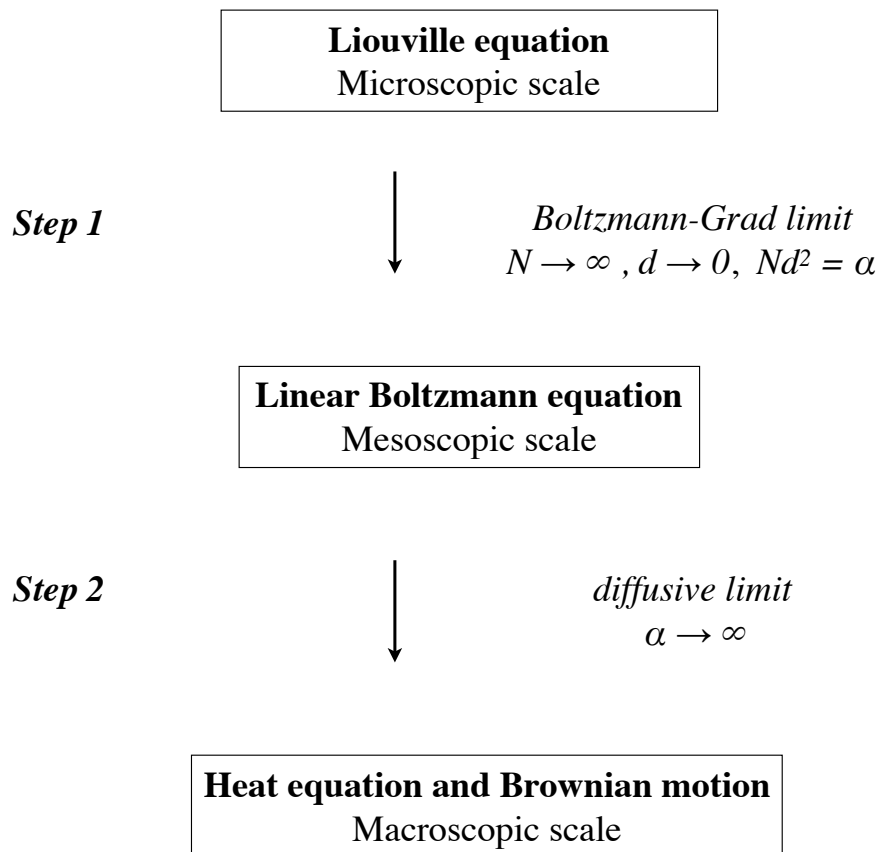 Liouville equation
Microscopic scale
Step 1
Boltzmann-Grad limit
N → ∞ , d → 0, Nd² = α
Linear Boltzmann equation
Mesoscopic scale
Step 2
diffusive limit
α → ∞
Heat equation and Brownian motion
Macroscopic scale